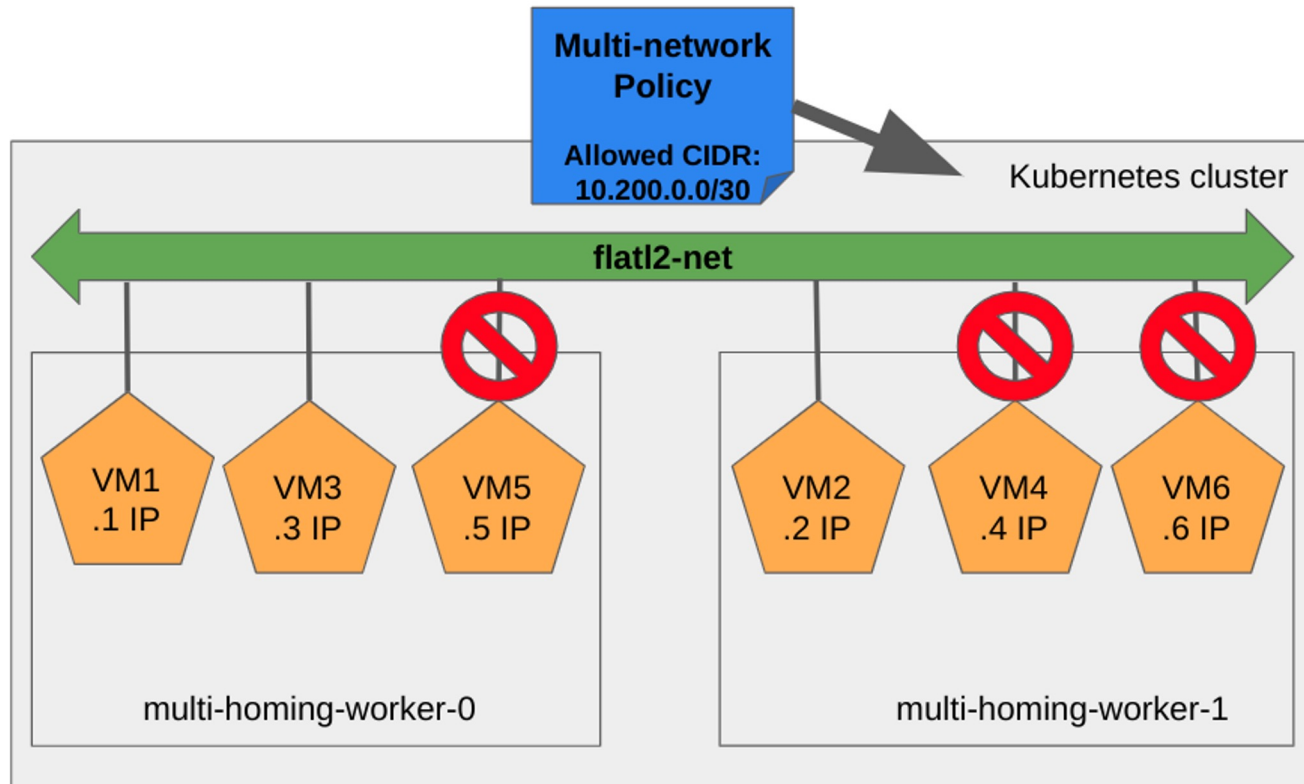 Multi-network
Policy
Allowed CIDR:
10.200.0.0/30
Kubernetes cluster
flatl2-net
VM1
.1 IP
VM3
.3 IP
VM5
.5 IP
VM2
.2 IP
VM4
.4 IP
VM6
.6 IP
multi-homing-worker-0
multi-homing-worker-1